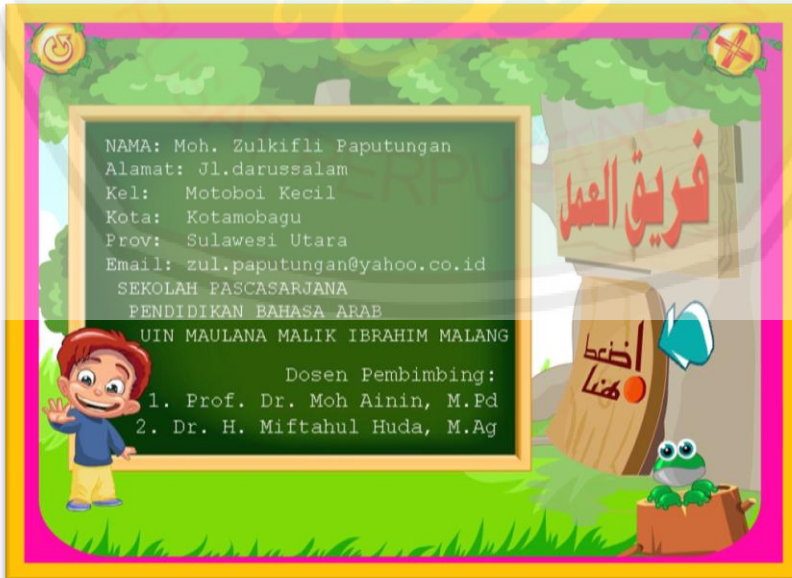 NAMA: Moh. Zulkifli Paputungan
Alamat: Jl.darussalam
Kel: Motoboi Kecil
Kota: Kotamobagu
Prov: Sulawesi Utara
Email: zul.paputungan@yahoo.co.id
SEKOLAH PASCASARJANA
PENDIDIKAN BAHASA ARAB
UIN MAULANA MALIK IBRAHIM MALANG
Dosen Pembimbing:
1. Prof. Dr. Moh Ainin, M.Pd
2. Dr. H. Miftahul Huda, M.Ag
فريق العمل
اضغط
هنا